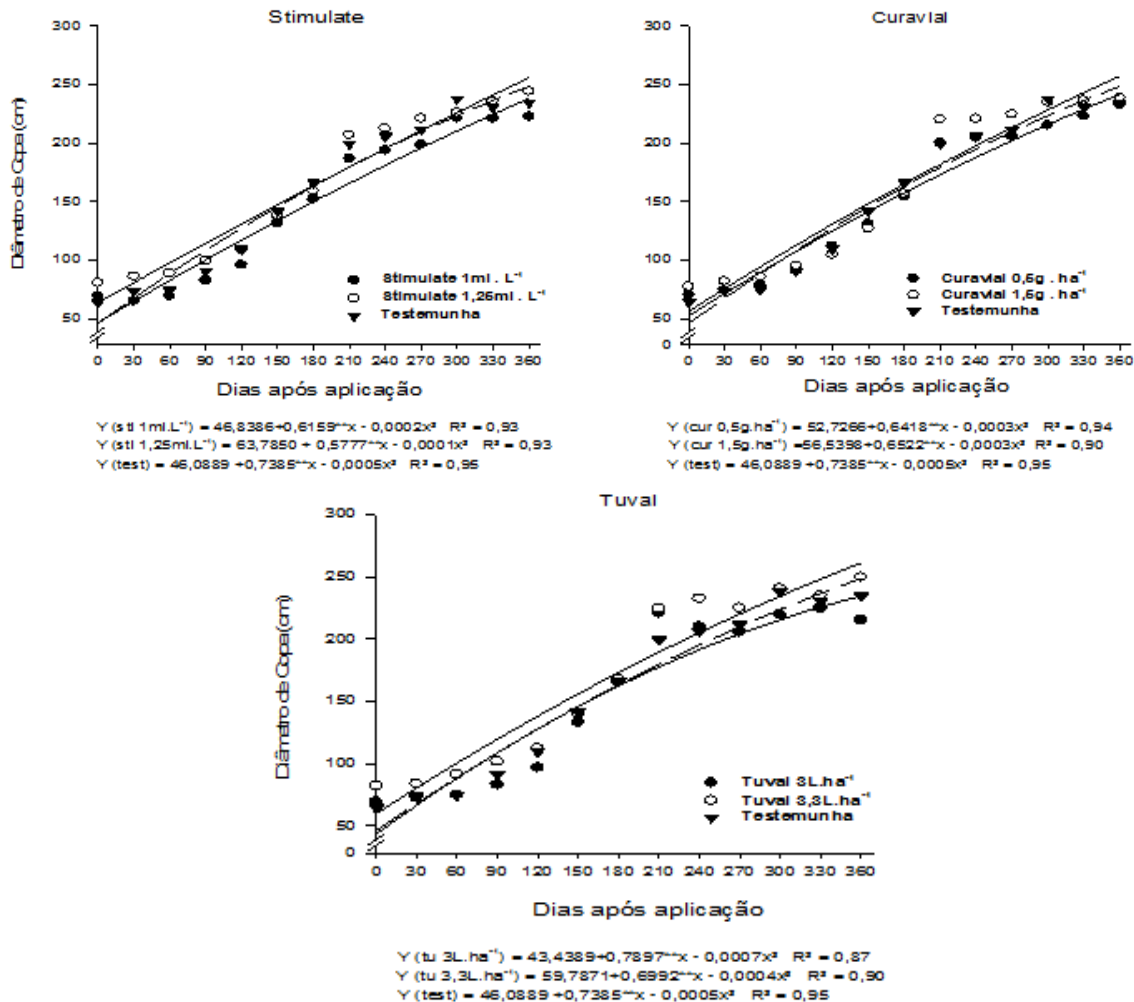 Stimulate
Diâmetro de Copa (cm)
300
250
200
150
100
50
0
0 30 60 90 120 150 180 210 240 270 300 330 360
Stimulate 1ml . L⁻¹
Stimulate 1,25ml . L⁻¹
Testemunha
Dias após aplicação
Y (sti 1ml.L⁻¹) = 46,8386+0,6159**x - 0,0002x² R² = 0,93
Y (sti 1,25ml.L⁻¹) = 63,7850 + 0,5777**x - 0,0001x² R² = 0,93
Y (test) = 46,0889 +0,7385**x - 0,0005x² R² = 0,95
Curavial
300
250
200
150
100
50
0
0 30 60 90 120 150 180 210 240 270 300 330 360
Curavial 0,5g . ha⁻¹
Curavial 1,5g . ha⁻¹
Testemunha
Dias após aplicação
Y (cur 0,5g.ha⁻¹) = 52,7266+0,6418**x - 0,0003x² R² = 0,94
Y (cur 1,5g.ha⁻¹) =56,5398+0,6522**x - 0,0003x² R² = 0,90
Y (test) = 46,0889 +0,7385**x - 0,0005x² R² = 0,95
Tuval
Diâmetro de Copa (cm)
300
250
200
150
100
50
0
0 30 60 90 120 150 180 210 240 270 300 330 360
Tuval 3L.ha⁻¹
Tuval 3,3L.ha⁻¹
Testemunha
Dias após aplicação
Y (tu 3L.ha⁻¹) = 43,4389+0,7897**x - 0,0007x² R² = 0,87
Y (tu 3,3L.ha⁻¹) = 59,7871+0,6992**x - 0,0004x² R² = 0,90
Y (test) = 46,0889 +0,7385**x - 0,0005x² R² = 0,95